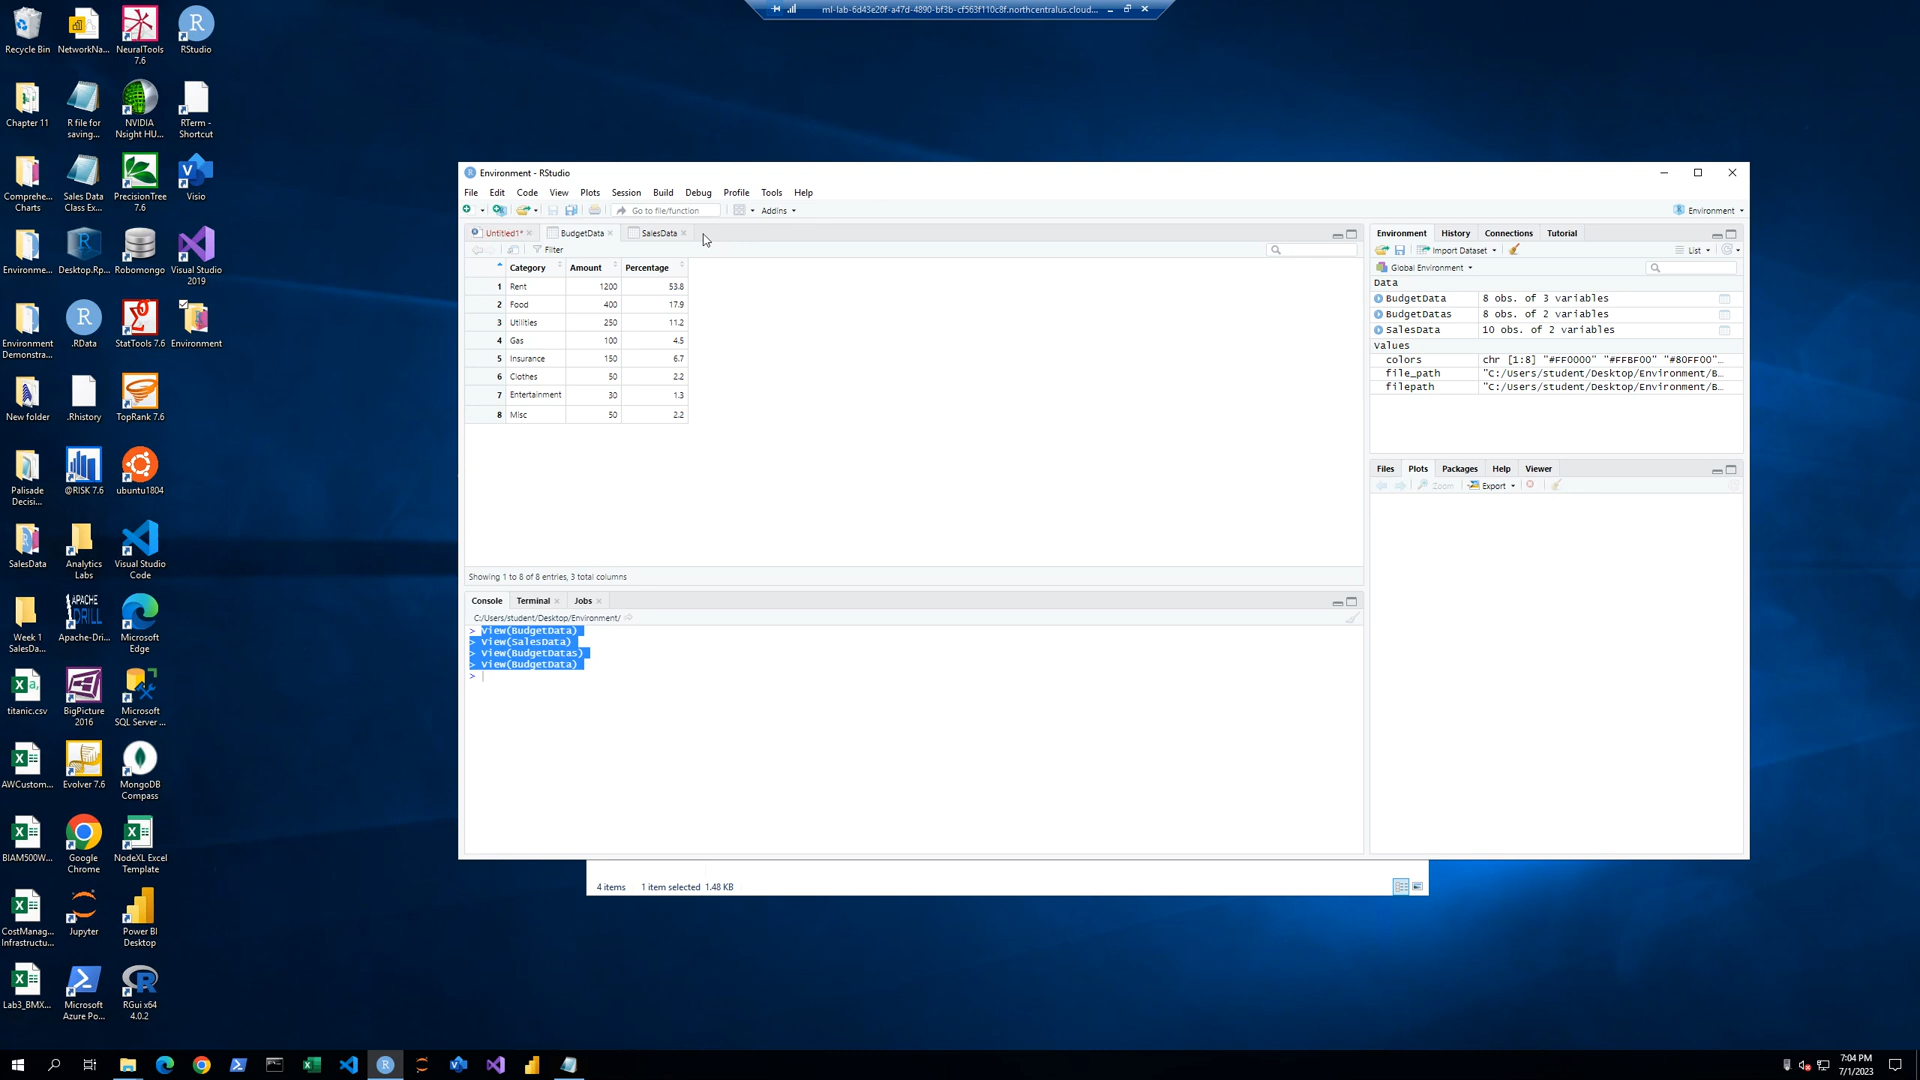 ml-lab-6d43e20f-a47d-4890-bf3b-cf563f110c8f.northcentralus.cloud...
Recycle Bin
NetworkNa...
NeuralTools 7.6
RStudio
Chapter 11
R file for saving...
NVIDIA Nsight HU...
RTerm - Shortcut
Comprehe... Charts
Sales Data Class Ex...
PrecisionTree 7.6
Visio
Environme...
Desktop.Rp...
Robomongo
Visual Studio 2019
Environment Demonstra...
.RData
StatTools 7.6
Environment
New folder
.Rhistory
TopRank 7.6
Palisade Decisi...
@RISK 7.6
ubuntu1804
SalesData
Analytics Labs
Visual Studio Code
Week 1 SalesDa...
Apache-Dri...
Microsoft Edge
titanic.csv
BigPicture 2016
Microsoft SQL Server ...
AWCustom...
Evolver 7.6
MongoDB Compass
BIAM500W...
Google Chrome
NodeXL Excel Template
CostManag... Infrastructu...
Jupyter
Power BI Desktop
Lab3_BMX...
Microsoft Azure Po...
RGui x64 4.0.2
Environment - RStudio
File Edit Code View Plots Session Build Debug Profile Tools Help
Go to file/function Addins Environment
Untitled1* BudgetData SalesData
Filter
Category Amount Percentage
1 Rent 1200 53.8
2 Food 400 17.9
3 Utilities 250 11.2
4 Gas 100 4.5
5 Insurance 150 6.7
6 Clothes 50 2.2
7 Entertainment 30 1.3
8 Misc 50 2.2
Showing 1 to 8 of 8 entries, 3 total columns
Console Terminal Jobs
C:/Users/student/Desktop/Environment/
> View(BudgetData)
> View(SalesData)
> View(BudgetDatas)
> View(BudgetData)
>
Environment History Connections Tutorial
Import Dataset List
Global Environment
Data
BudgetData 8 obs. of 3 variables
BudgetDatas 8 obs. of 2 variables
SalesData 10 obs. of 2 variables
Values
colors chr [1:8] "#FF0000" "#FFBF00" "#80FF00"...
file_path "C:/Users/student/Desktop/Environment/B...
filepath "C:/Users/student/Desktop/Environment/B...
Files Plots Packages Help Viewer
Zoom Export
4 items 1 item selected 1.48 KB
7:04 PM
7/1/2023